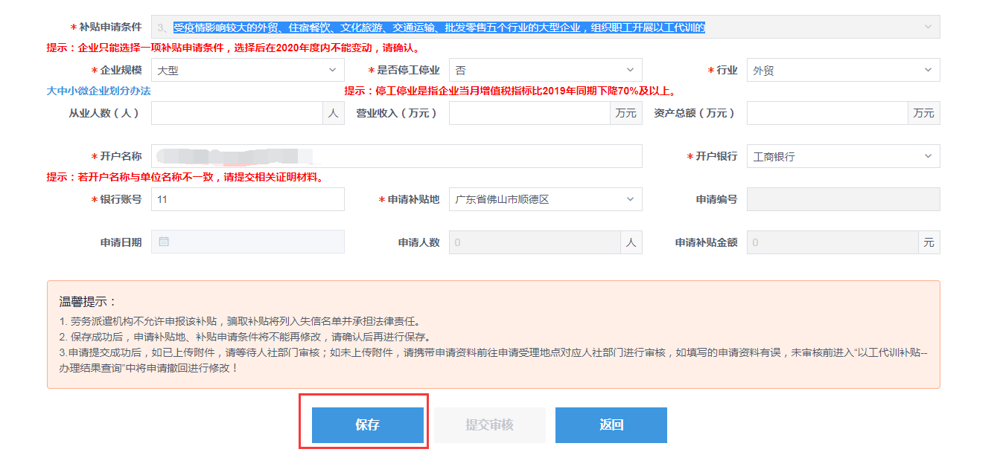 * 补贴申请条件 3、受疫情影响较大的外贸、住宿餐饮、文化旅游、交通运输、批发零售五个行业的大型企业，组织职工开展以工代训的
提示：企业只能选择一项补贴申请条件，选择后在2020年度内不能变动，请确认。
* 企业规模 大型 * 是否停工停业 否 * 行业 外贸
大中小微企业划分办法 提示：停工停业是指企业当月增值税指标比2019年同期下降70%及以上。
从业人数（人） 人 营业收入（万元） 万元 资产总额（万元） 万元
* 开户名称 * 开户银行 工商银行
提示：若开户名称与单位名称不一致，请提交相关证明材料。
* 银行账号 11 * 申请补贴地 广东省佛山市顺德区 申请编号
申请日期 申请人数 0 人 申请补贴金额 0 元
温馨提示：
1. 劳务派遣机构不允许申报该补贴，骗取补贴将列入失信名单并承担法律责任。
2. 保存成功后，申请补贴地、补贴申请条件将不能再修改，请确认后再进行保存。
3.申请提交成功后，如已上传附件，请等待人社部门审核；如未上传附件，请携带申请资料前往申请受理地点对应人社部门进行审核，如填写的申请资料有误，未审核前进入“以工代训补贴--
办理结果查询”中将申请撤回进行修改！
保存 提交审核 返回